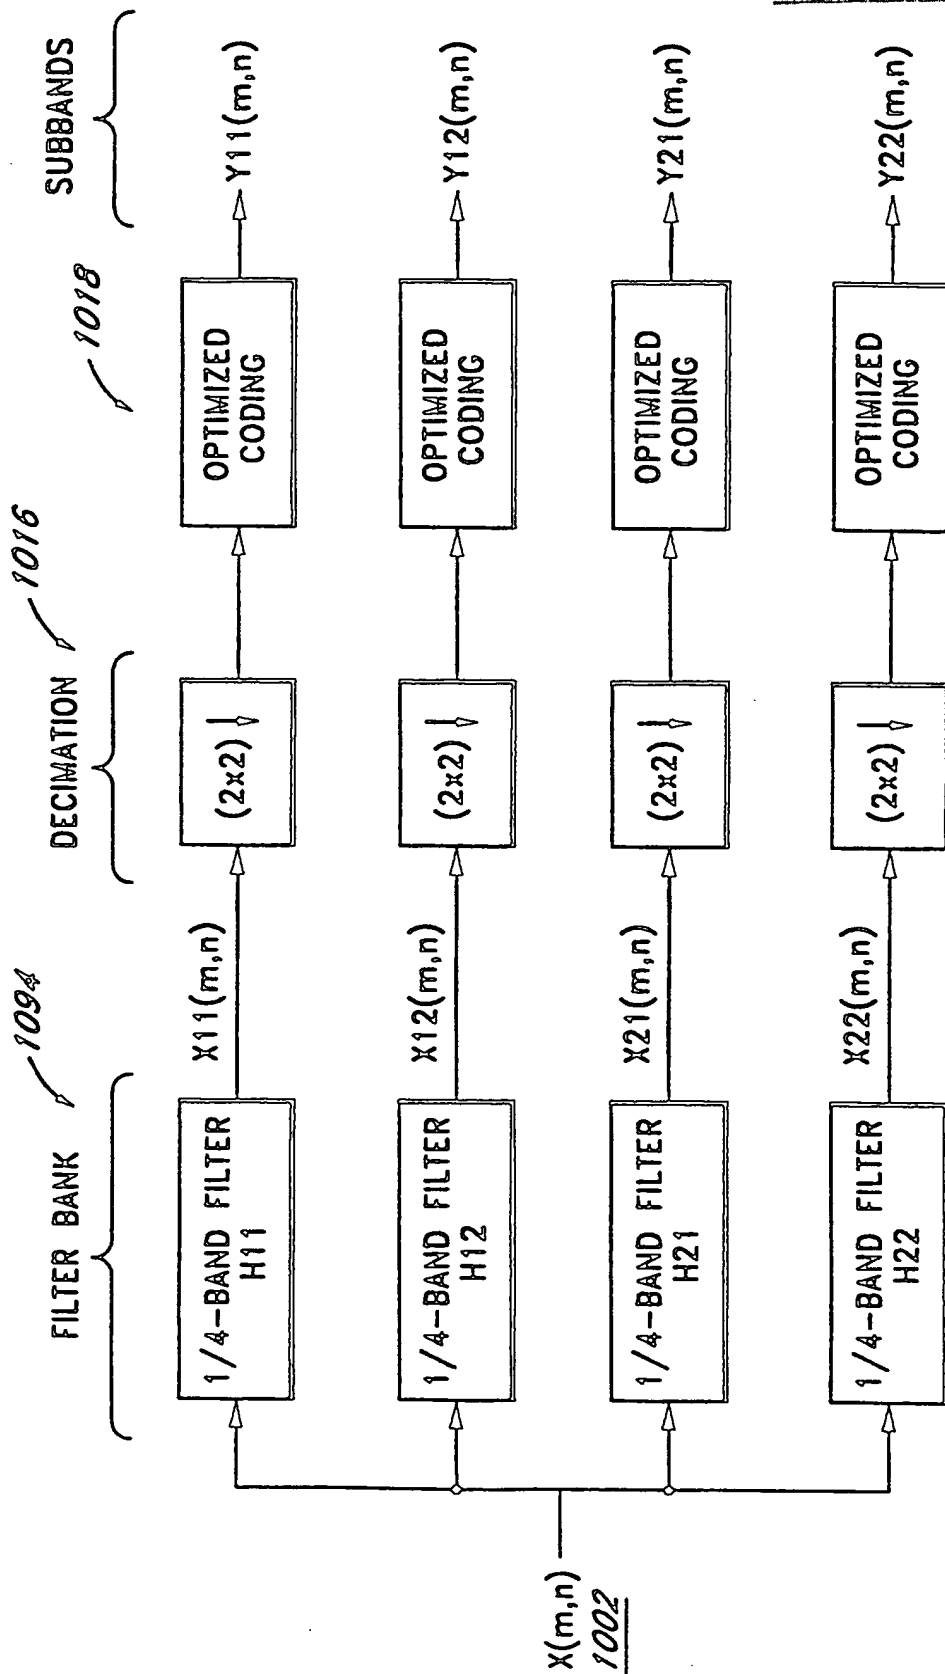 FILTER BANK
1094
DECIMATION
1016
1018
SUBBANDS
X(m,n)
1002
1/4-BAND FILTER
H11
X11(m,n)
(2x2)
OPTIMIZED
CODING
Y11(m,n)
1/4-BAND FILTER
H12
X12(m,n)
(2x2)
OPTIMIZED
CODING
Y12(m,n)
1/4-BAND FILTER
H21
X21(m,n)
(2x2)
OPTIMIZED
CODING
Y21(m,n)
1/4-BAND FILTER
H22
X22(m,n)
(2x2)
OPTIMIZED
CODING
Y22(m,n)